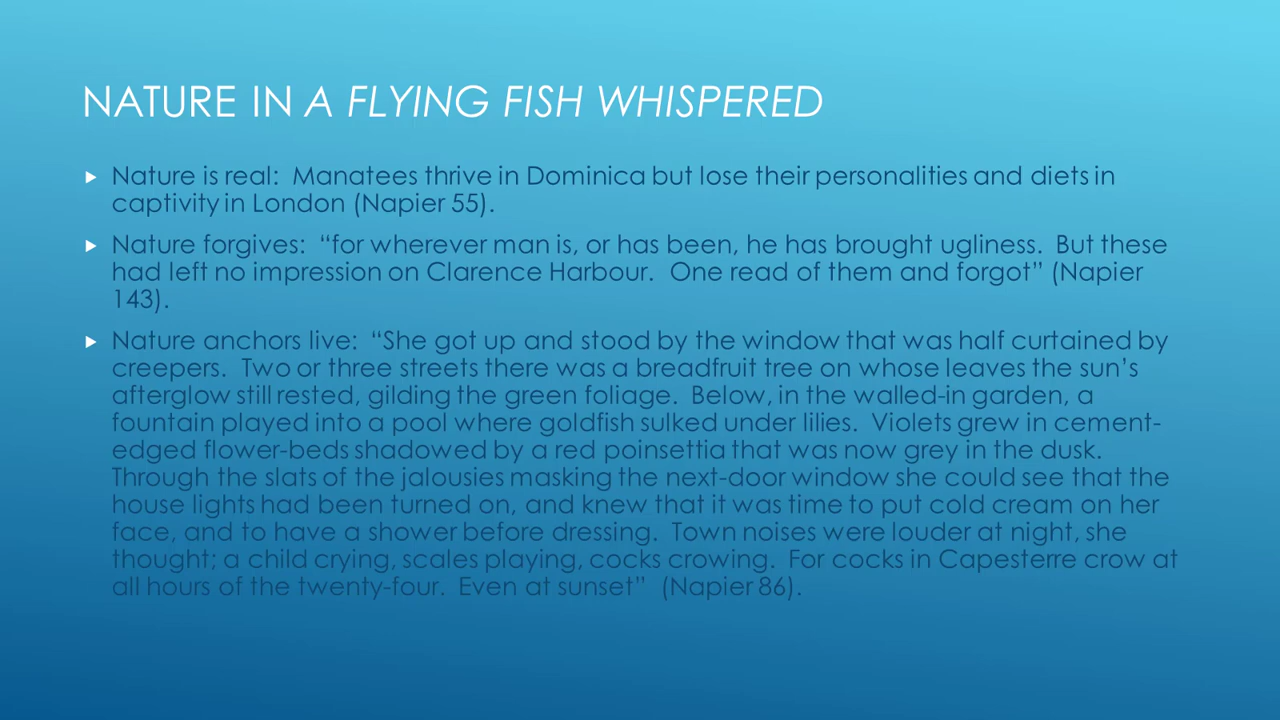 NATURE IN A FLYING FISH WHISPERED
Nature is real:  Manatees thrive in Dominica but lose their personalities and diets in
captivity in London (Napier 55).
Nature forgives:  “for wherever man is, or has been, he has brought ugliness.  But these
had left no impression on Clarence Harbour.  One read of them and forgot” (Napier
143).
Nature anchors live:  “She got up and stood by the window that was half curtained by
creepers.  Two or three streets there was a breadfruit tree on whose leaves the sun’s
afterglow still rested, gilding the green foliage.  Below, in the walled-in garden, a
fountain played into a pool where goldfish sulked under lilies.  Violets grew in cement-
edged flower-beds shadowed by a red poinsettia that was now grey in the dusk.
Through the slats of the jalousies masking the next-door window she could see that the
house lights had been turned on, and knew that it was time to put cold cream on her
face, and to have a shower before dressing.  Town noises were louder at night, she
thought; a child crying, scales playing, cocks crowing.  For cocks in Capesterre crow at
all hours of the twenty-four.  Even at sunset”  (Napier 86).